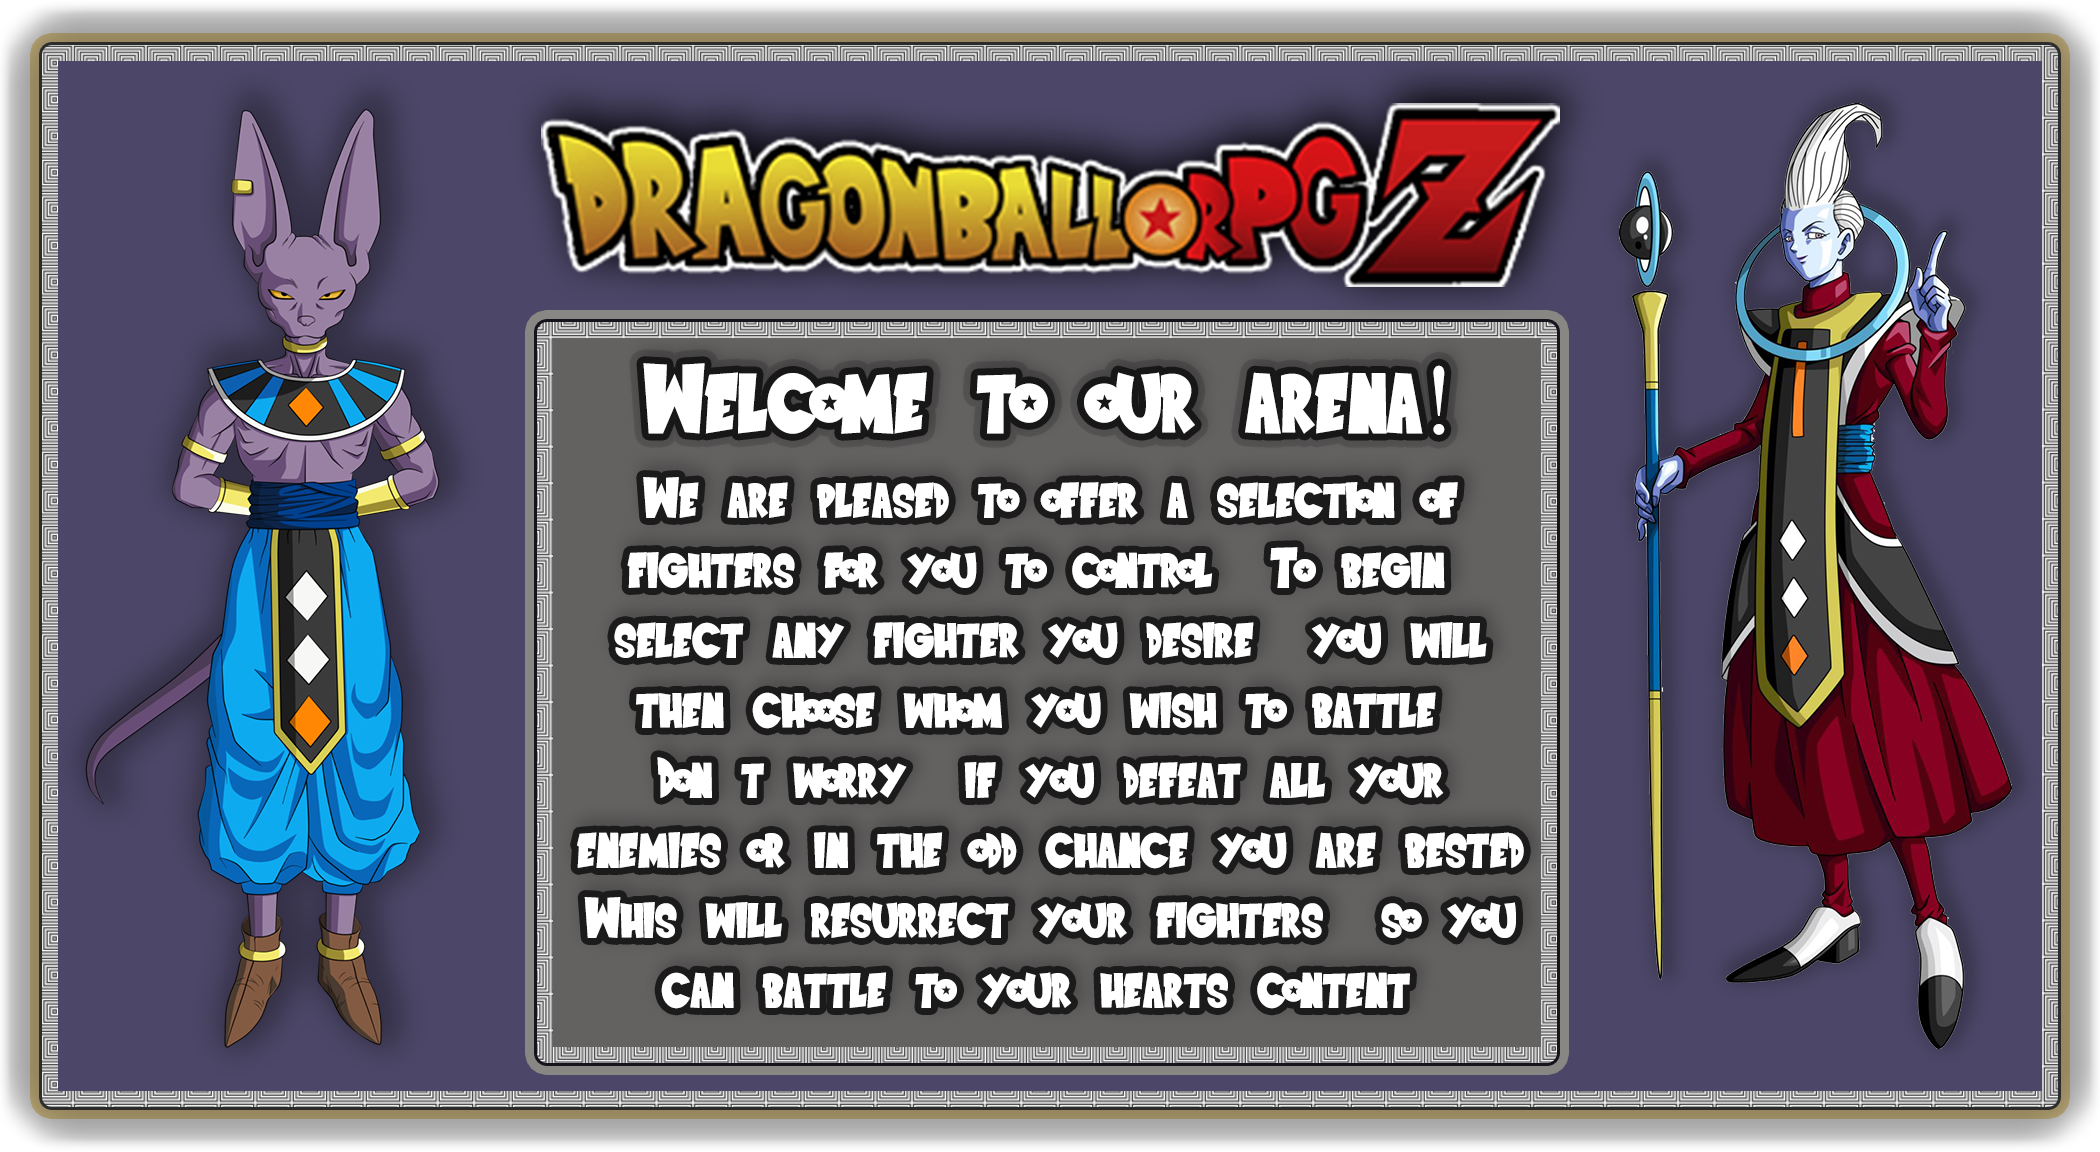 DRAGONBALL RPG Z
WELCOME TO OUR ARENA!
WE ARE PLEASED TO OFFER A SELECTION OF
FIGHTERS FOR YOU TO CONTROL TO BEGIN
SELECT ANY FIGHTER YOU DESIRE YOU WILL
THEN CHOOSE WHOM YOU WISH TO BATTLE
DON T WORRY IF YOU DEFEAT ALL YOUR
ENEMIES OR IN THE ODD CHANCE YOU ARE BESTED
WHIS WILL RESURRECT YOUR FIGHTERS SO YOU
CAN BATTLE TO YOUR HEARTS CONTENT